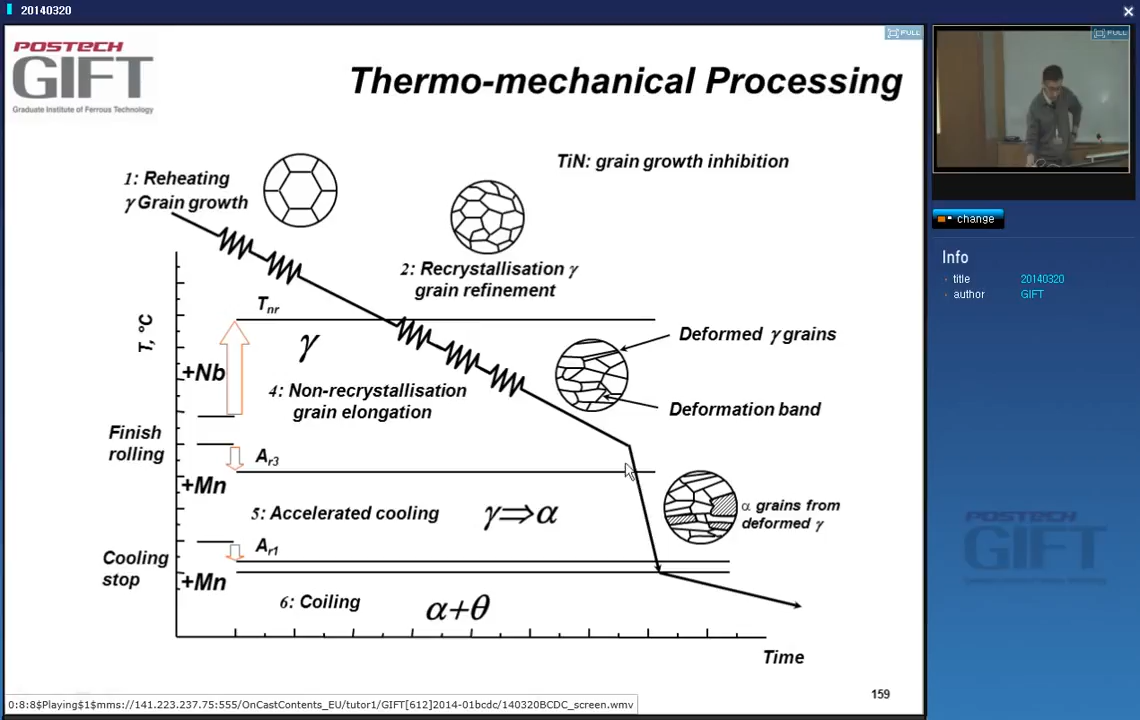 20140320
POSTECH
GIFT
Graduate Institute of Ferrous Technology
Thermo-mechanical Processing
FULL
FULL
TiN: grain growth inhibition
1: Reheating
γ Grain growth
2: Recrystallisation γ
grain refinement
Tnr
T, °C
γ
+Nb
4: Non-recrystallisation
grain elongation
Deformed γ grains
Deformation band
Finish
rolling
Ar3
+Mn
5: Accelerated cooling
γ⇒α
α grains from
deformed γ
Ar1
Cooling
stop
+Mn
6: Coiling
α+θ
Time
159
0:8:8$Playing$1$mms://141.223.237.75:555/OnCastContents_EU/tutor1/GIFT[612]2014-01bcdc/140320BCDC_screen.wmv
change
Info
title 20140320
author GIFT
POSTECH
GIFT